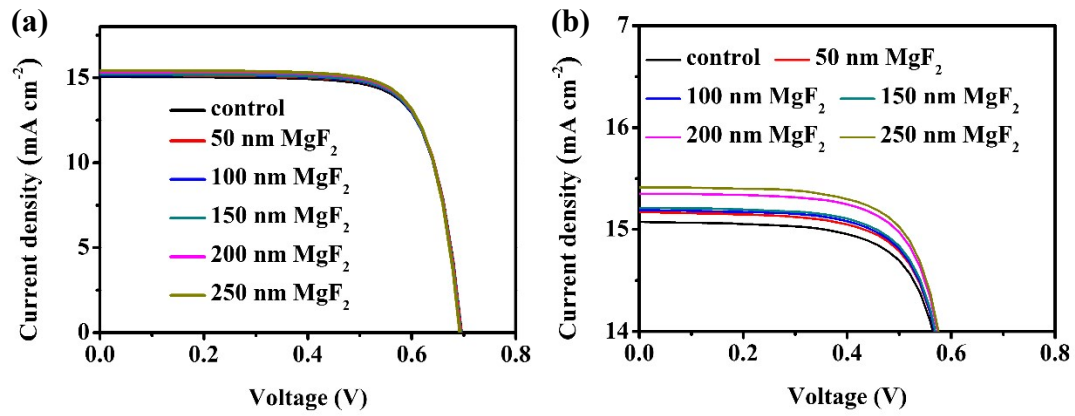 (a)
Current density (mA cm⁻²)
15
10
5
0
control
50 nm MgF₂
100 nm MgF₂
150 nm MgF₂
200 nm MgF₂
250 nm MgF₂
0.0 0.2 0.4 0.6 0.8
Voltage (V)
(b)
Current density (mA cm⁻²)
17
16
15
14
control 50 nm MgF₂
100 nm MgF₂ 150 nm MgF₂
200 nm MgF₂ 250 nm MgF₂
0.0 0.2 0.4 0.6 0.8
Voltage (V)